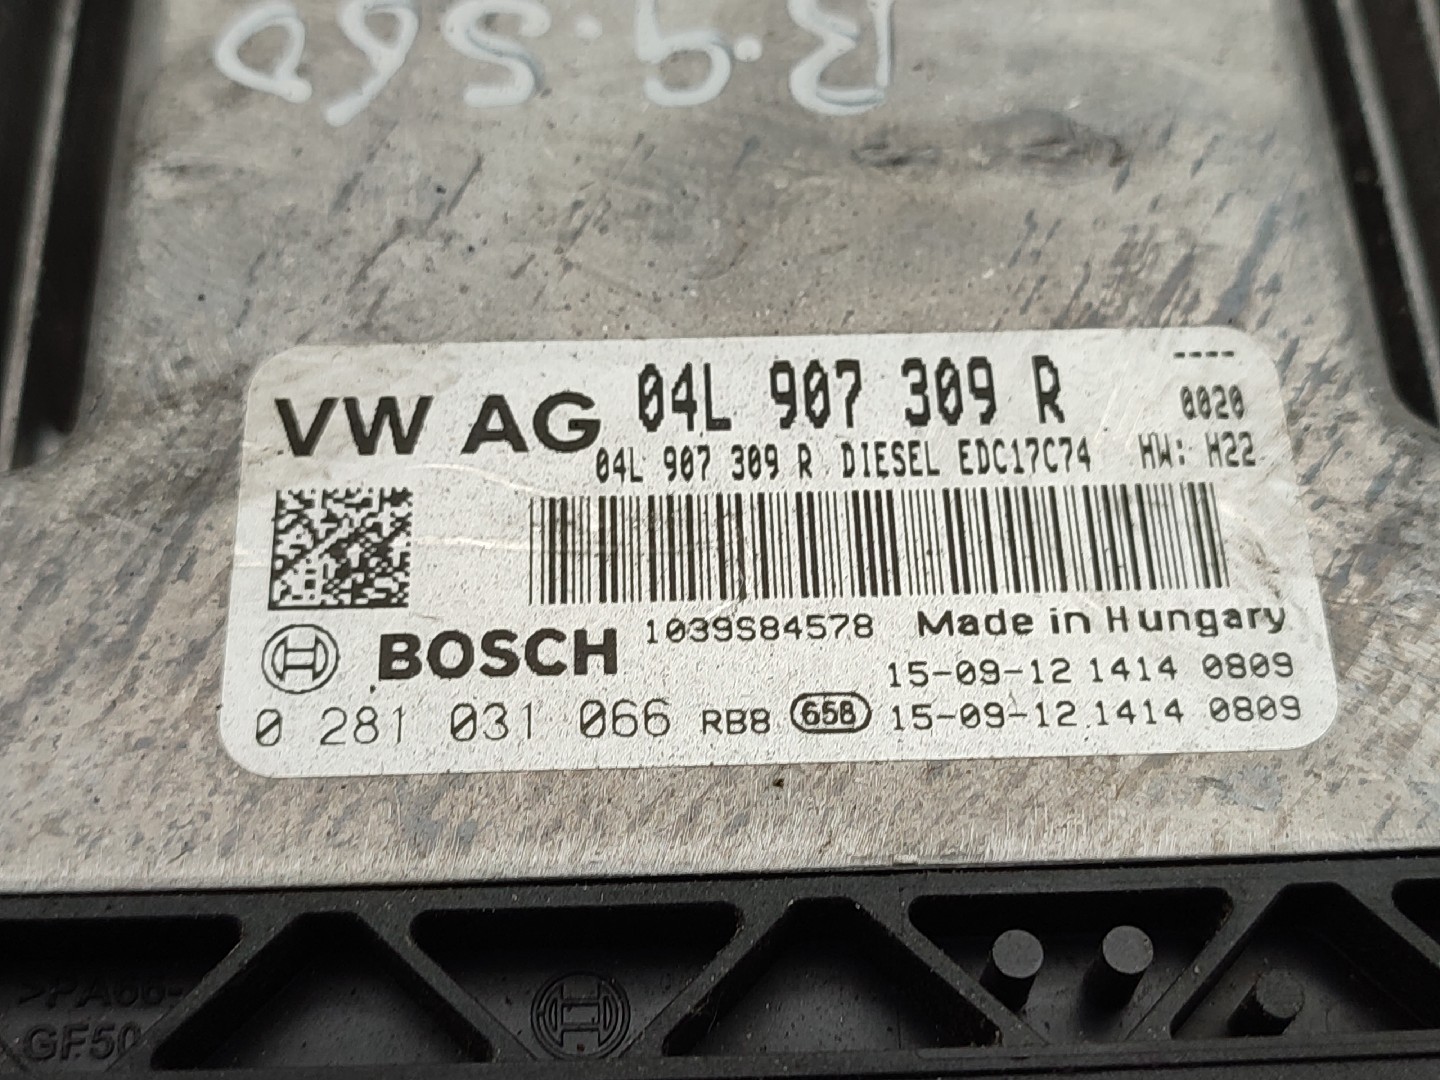 B.9.S60
VW AG 04L 907 309 R
----
0020
04L 907 309 R DIESEL EDC17C74 HW: H22
BOSCH 1039S84578 Made in Hungary
15-09-12 1414 0809
0 281 031 066 RB8 658 15-09-12 1414 0809
>PA66-
GF50